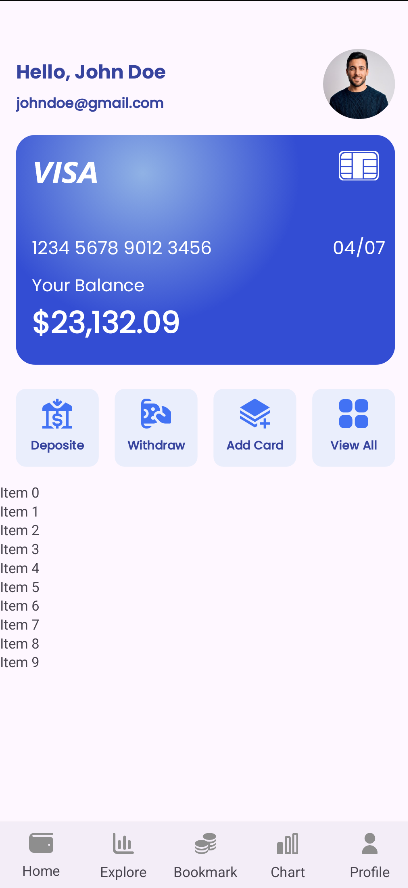 Hello, John Doe
johndoe@gmail.com
VISA
1234 5678 9012 3456 04/07
Your Balance
$23,132.09
Deposite Withdraw Add Card View All
Item 0
Item 1
Item 2
Item 3
Item 4
Item 5
Item 6
Item 7
Item 8
Item 9
Home Explore Bookmark Chart Profile